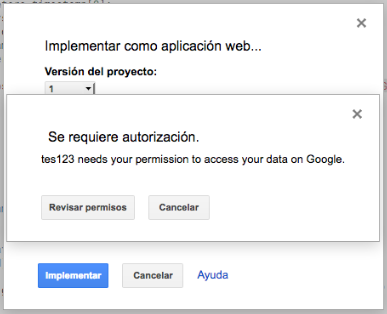 Implementar como aplicación web...
Versión del proyecto:
1
Se requiere autorización.
tes123 needs your permission to access your data on Google.
Revisar permisos
Cancelar
Implementar
Cancelar
Ayuda